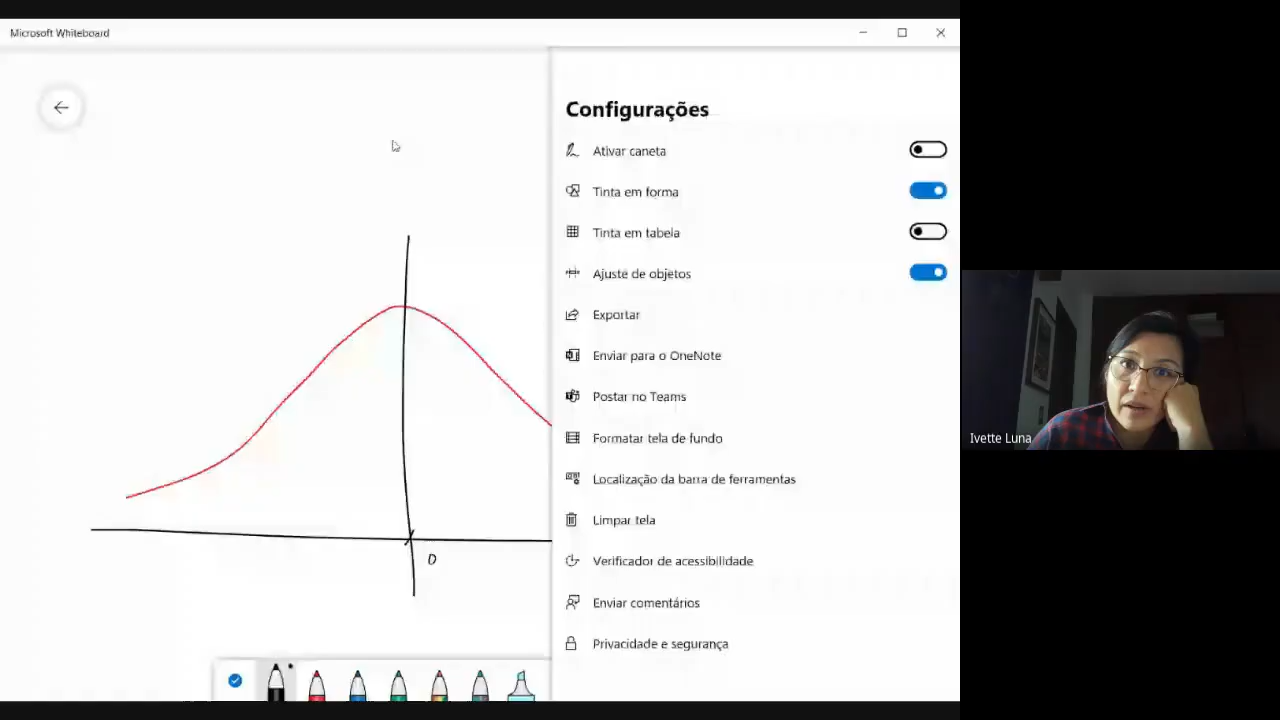 Microsoft Whiteboard
Configurações
Ativar caneta
Tinta em forma
Tinta em tabela
Ajuste de objetos
Exportar
Enviar para o OneNote
Postar no Teams
Formatar tela de fundo
Localização da barra de ferramentas
Limpar tela
Verificador de acessibilidade
Enviar comentários
Privacidade e segurança
0
Ivette Luna